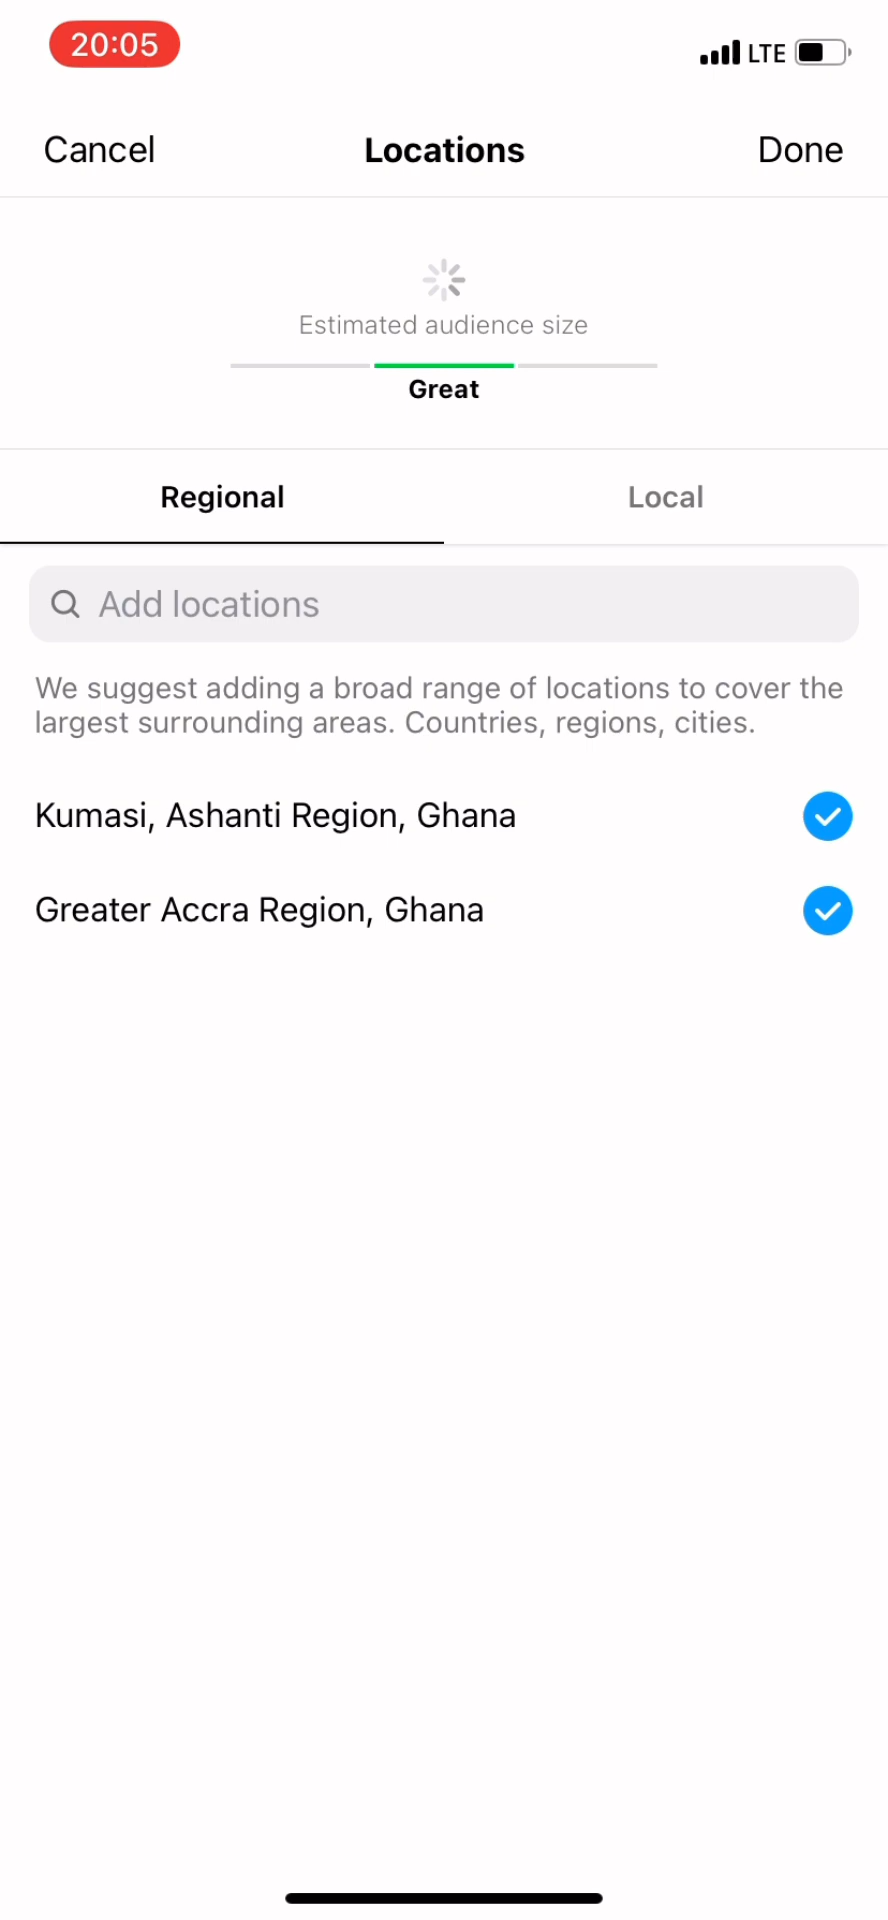 20:05
LTE
Cancel
Locations
Done
Estimated audience size
Great
Regional
Local
Add locations
We suggest adding a broad range of locations to cover the
largest surrounding areas. Countries, regions, cities.
Kumasi, Ashanti Region, Ghana
Greater Accra Region, Ghana